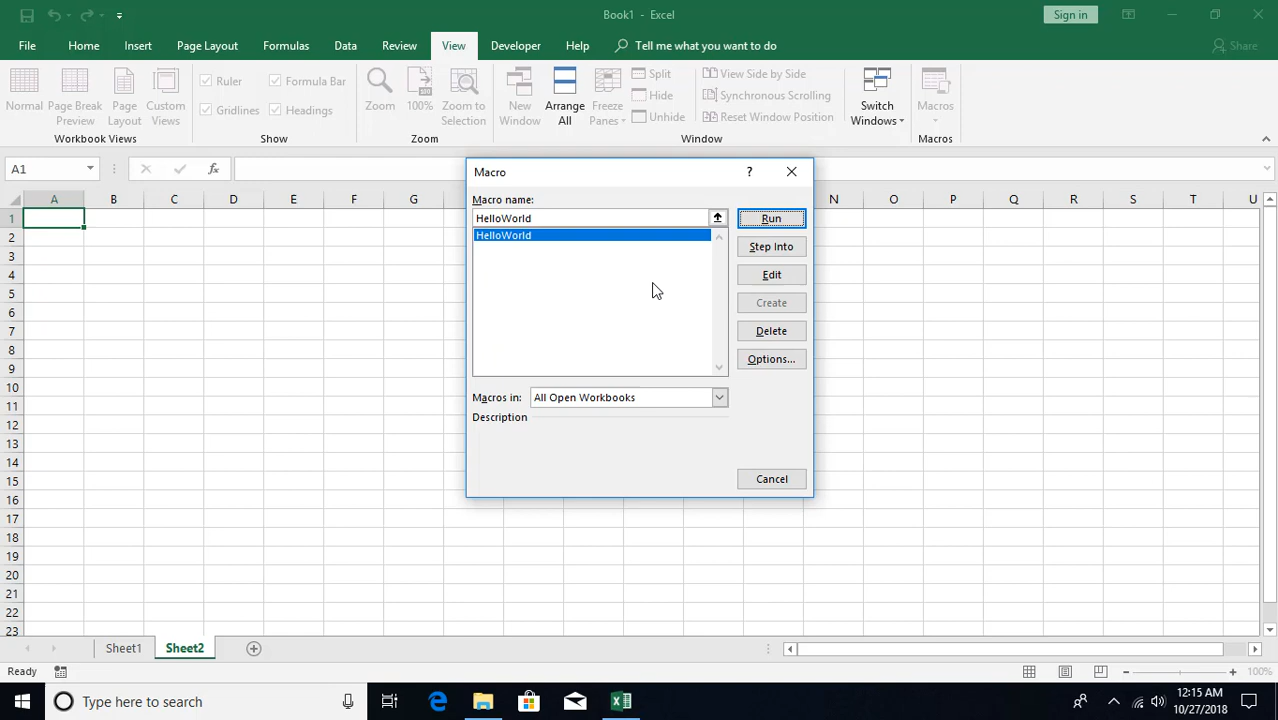 Book1 - Excel
Sign in
File Home Insert Page Layout Formulas Data Review View Developer Help Tell me what you want to do Share
Normal
Page Break Preview
Page Layout
Custom Views
Workbook Views
Ruler
Formula Bar
Gridlines
Headings
Show
Zoom
100%
Zoom to Selection
Zoom
New Window
Arrange All
Freeze Panes
Split
Hide
Unhide
View Side by Side
Synchronous Scrolling
Reset Window Position
Window
Switch Windows
Macros
Macros
A1
fx
A B C D E F G N O P Q R S T U
1
2
3
4
5
6
7
8
9
10
11
12
13
14
15
16
17
18
19
20
21
22
23
Macro
?
Macro name:
HelloWorld
HelloWorld
Run
Step Into
Edit
Create
Delete
Options...
Macros in: All Open Workbooks
Description
Cancel
Sheet1 Sheet2
Ready
100%
Type here to search
12:15 AM
10/27/2018